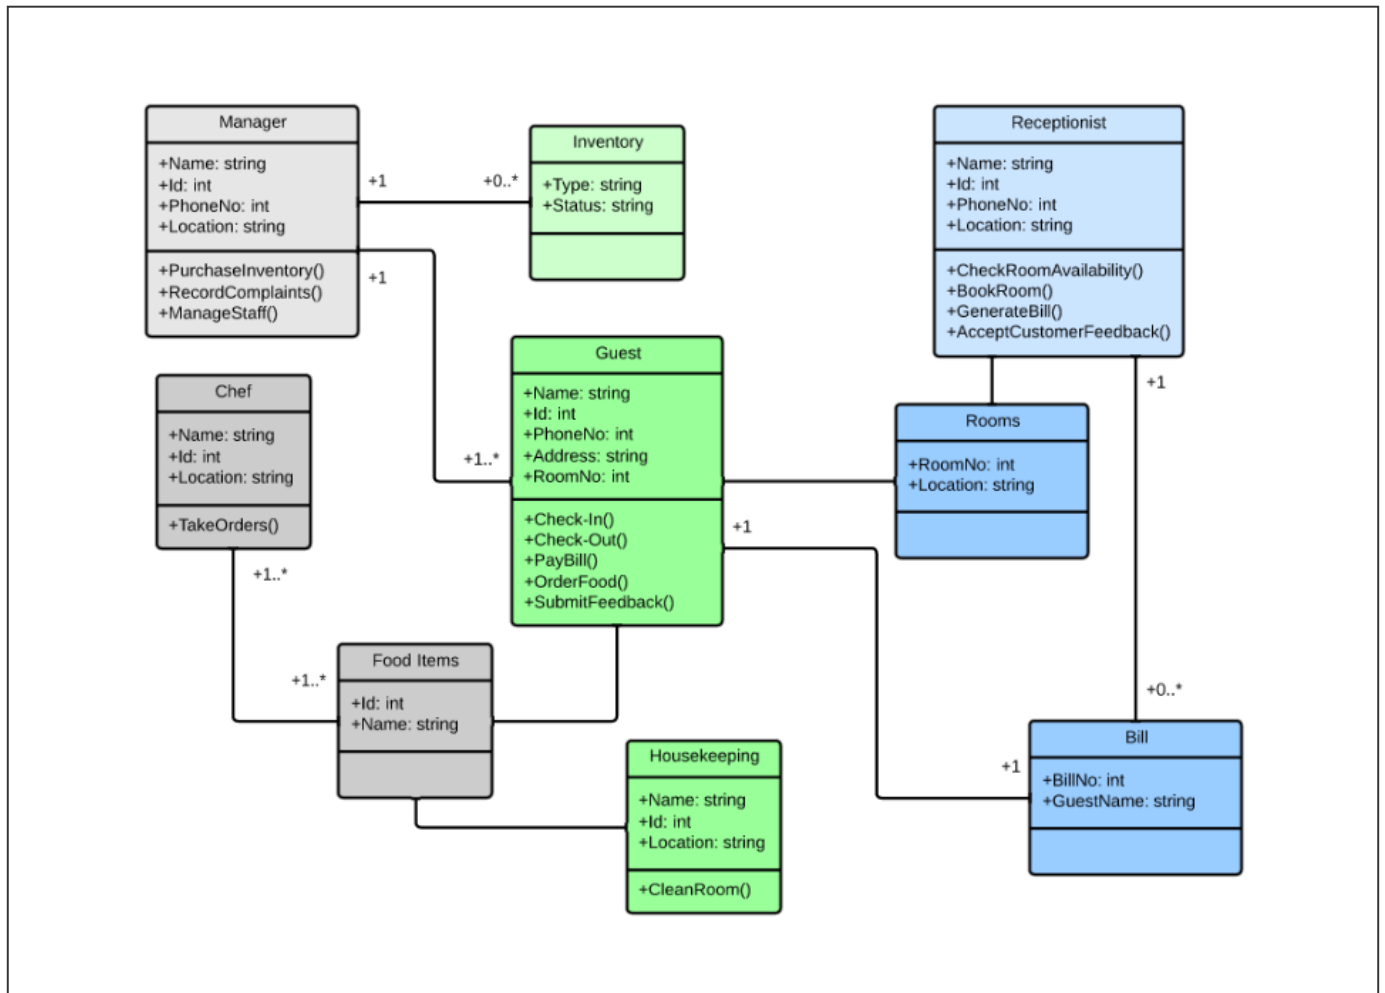 Manager
+Name: string
+Id: int
+PhoneNo: int
+Location: string
+PurchaseInventory()
+RecordComplaints()
+ManageStaff()
+1
+0..*
+1
Inventory
+Type: string
+Status: string
Receptionist
+Name: string
+Id: int
+PhoneNo: int
+Location: string
+CheckRoomAvailability()
+BookRoom()
+GenerateBill()
+AcceptCustomerFeedback()
+1
+0..*
Chef
+Name: string
+Id: int
+Location: string
+TakeOrders()
+1..*
+1..*
+1..*
Guest
+Name: string
+Id: int
+PhoneNo: int
+Address: string
+RoomNo: int
+Check-In()
+Check-Out()
+PayBill()
+OrderFood()
+SubmitFeedback()
+1
Rooms
+RoomNo: int
+Location: string
Food Items
+Id: int
+Name: string
Housekeeping
+Name: string
+Id: int
+Location: string
+CleanRoom()
+1
Bill
+BillNo: int
+GuestName: string